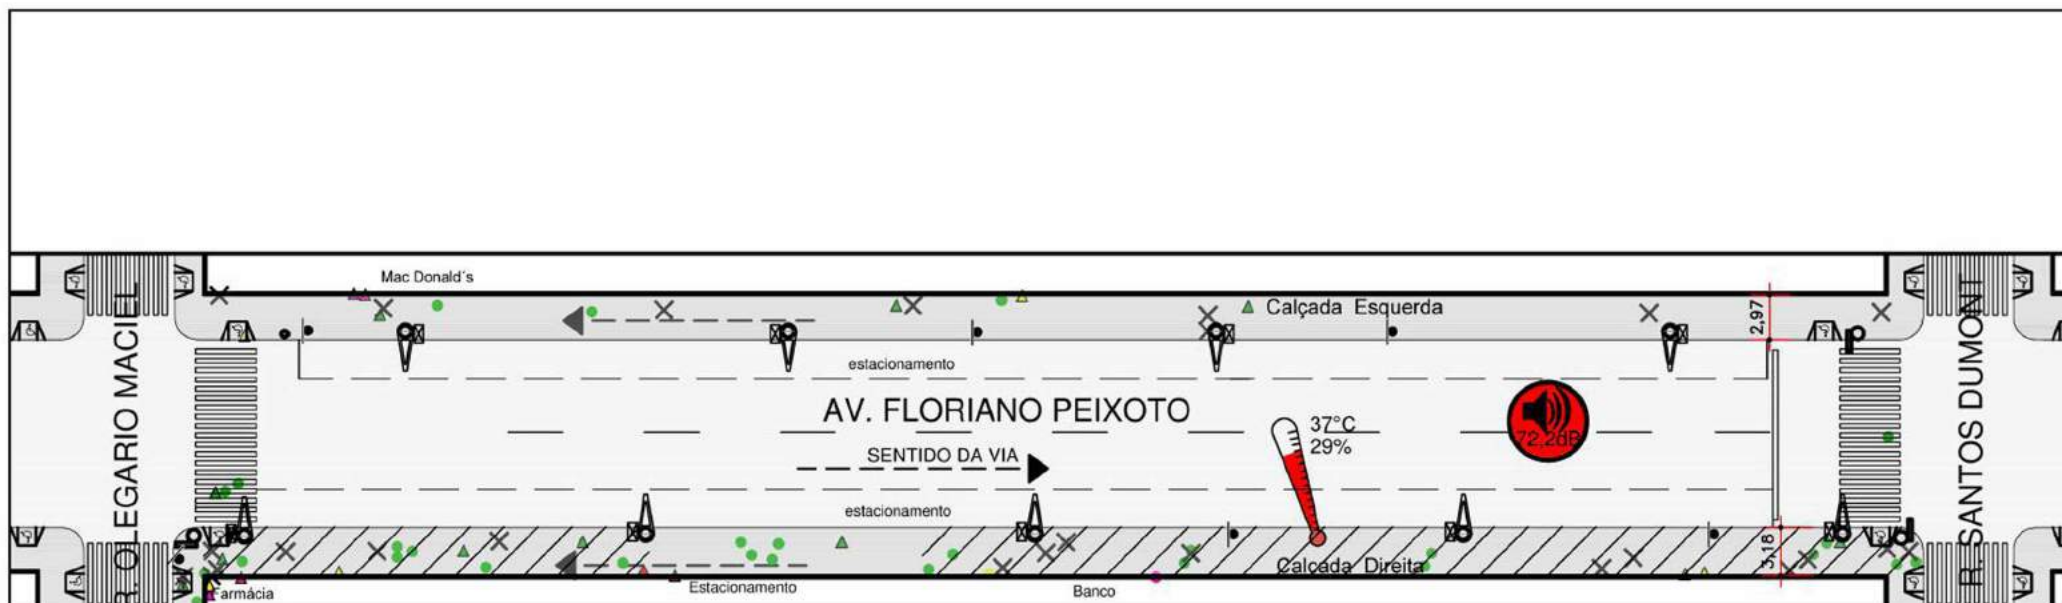 Mac Donald´s
Calçada Esquerda
2,97
estacionamento
AV. FLORIANO PEIXOTO
37°C
29%
72,2dB
SENTIDO DA VIA
estacionamento
R. OLEGARIO MACIEL
R. SANTOS DUMONT
3,18
Calçada Direita
Farmácia
Estacionamento
Banco